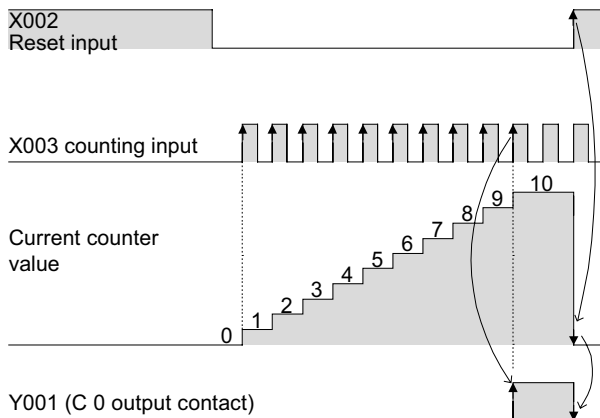 X002
Reset input
X003 counting input
Current counter
value
0
1
2
3
4
5
6
7
8
9
10
Y001 (C 0 output contact)